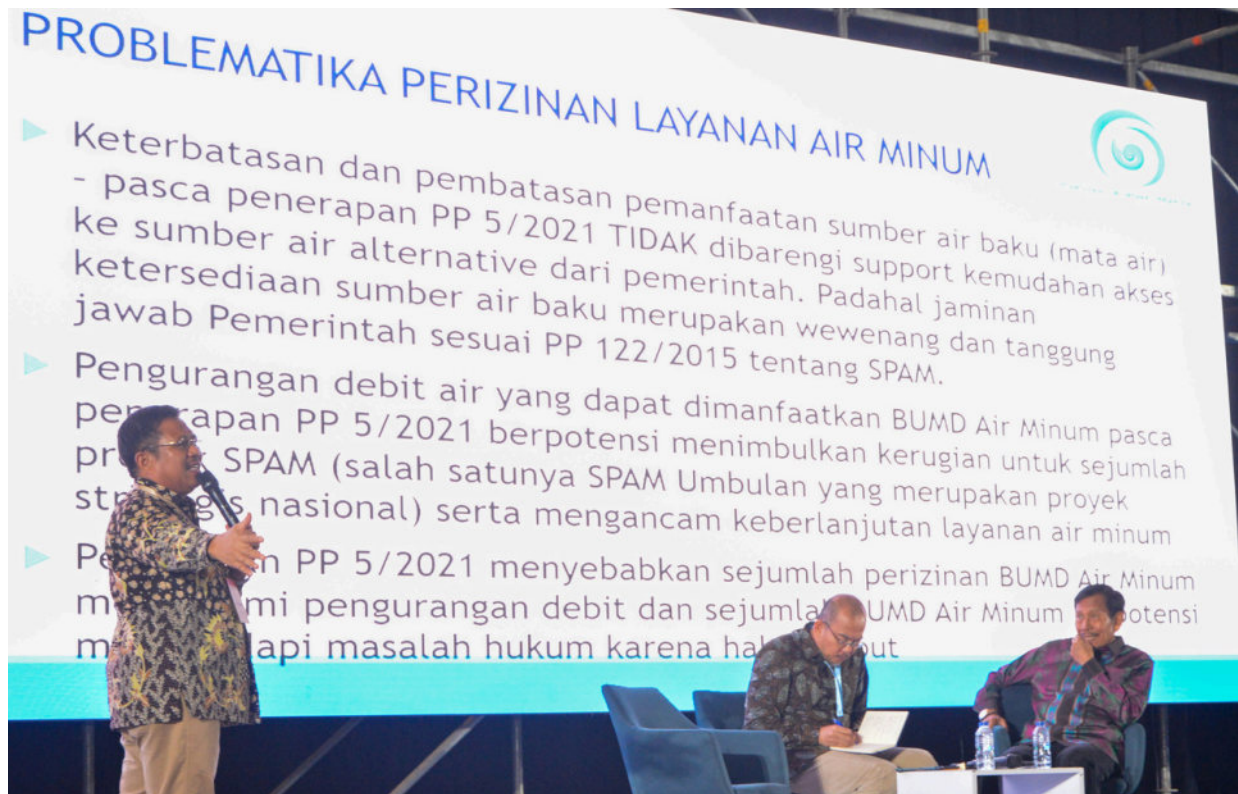 PROBLEMATIKA PERIZINAN LAYANAN AIR MINUM
Keterbatasan dan pembatasan pemanfaatan sumber air baku (mata air)
- pasca penerapan PP 5/2021 TIDAK dibarengi support kemudahan akses
ke sumber air alternative dari pemerintah. Padahal jaminan
ketersediaan sumber air baku merupakan wewenang dan tanggung
jawab Pemerintah sesuai PP 122/2015 tentang SPAM.
Pengurangan debit air yang dapat dimanfaatkan BUMD Air Minum pasca
penerapan PP 5/2021 berpotensi menimbulkan kerugian untuk sejumlah
SPAM (salah satunya SPAM Umbulan yang merupakan proyek
strategis nasional) serta mengancam keberlanjutan layanan air minum
PP 5/2021 menyebabkan sejumlah perizinan BUMD Air Minum
pengurangan debit dan sejumlah BUMD Air Minum
masalah hukum karena